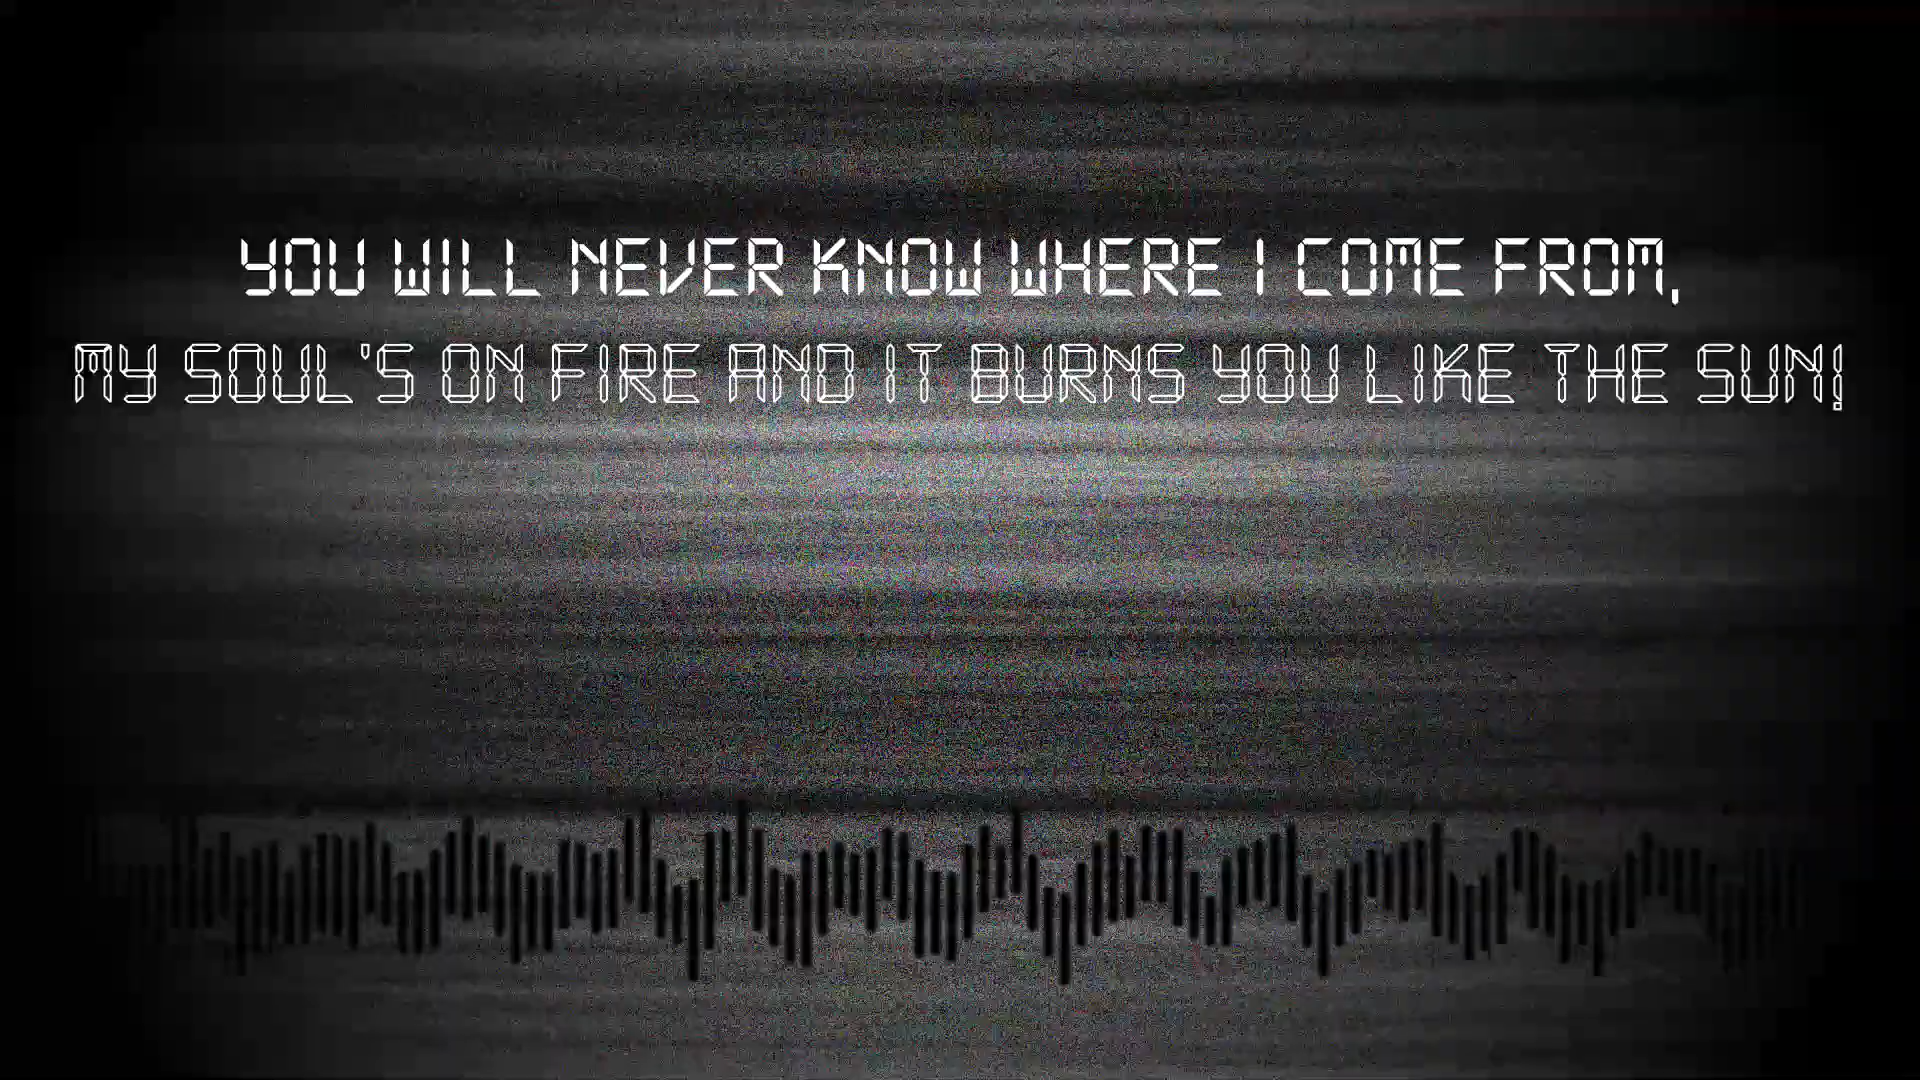 YOU WILL NEVER KNOW WHERE I COME FROM,
MY SOUL'S ON FIRE AND IT BURNS YOU LIKE THE SUN!